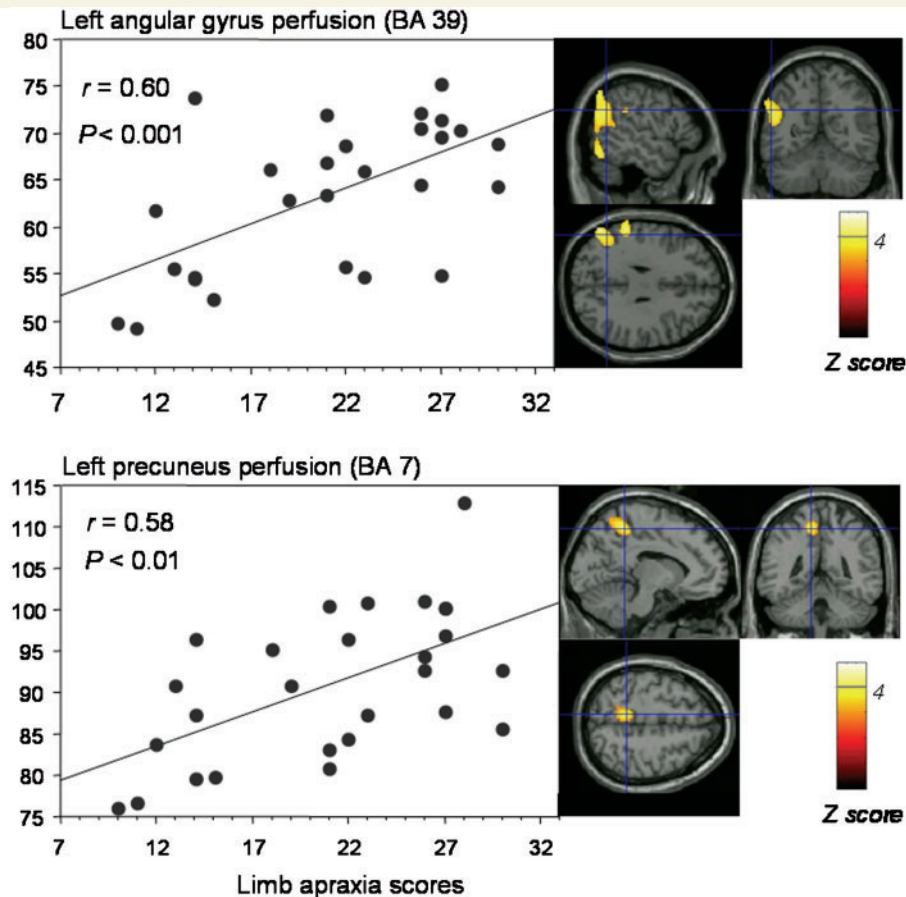 Left angular gyrus perfusion (BA 39)
80
75
70
65
60
55
50
45
r = 0.60
P < 0.001
7 12 17 22 27 32
4
Z score
Left precuneus perfusion (BA 7)
115
110
105
100
95
90
85
80
75
r = 0.58
P < 0.01
7 12 17 22 27 32
Limb apraxia scores
4
Z score